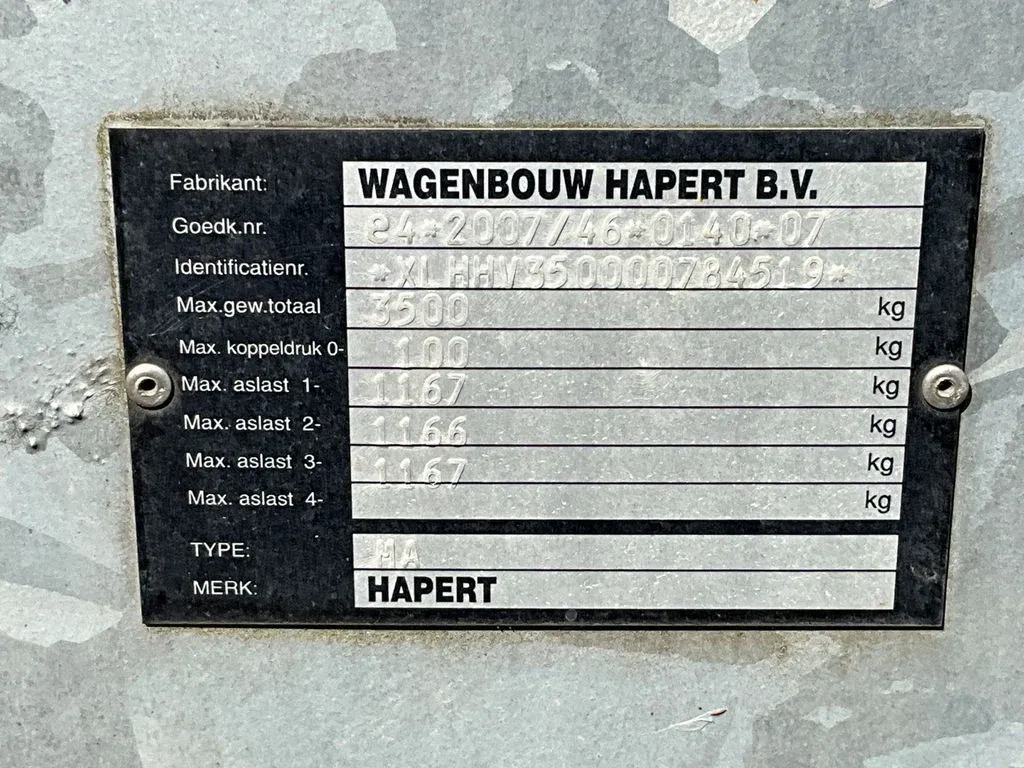 Fabrikant: WAGENBOUW HAPERT B.V.
Goedk.nr. e4*2007/46*0140*07
Identificatienr. *XLHHV350000784519*
Max.gew.totaal 3500 kg
Max. koppeldruk 0- 100 kg
Max. aslast 1- 1167 kg
Max. aslast 2- 1166 kg
Max. aslast 3- 1167 kg
Max. aslast 4- kg
TYPE: MA
MERK: HAPERT